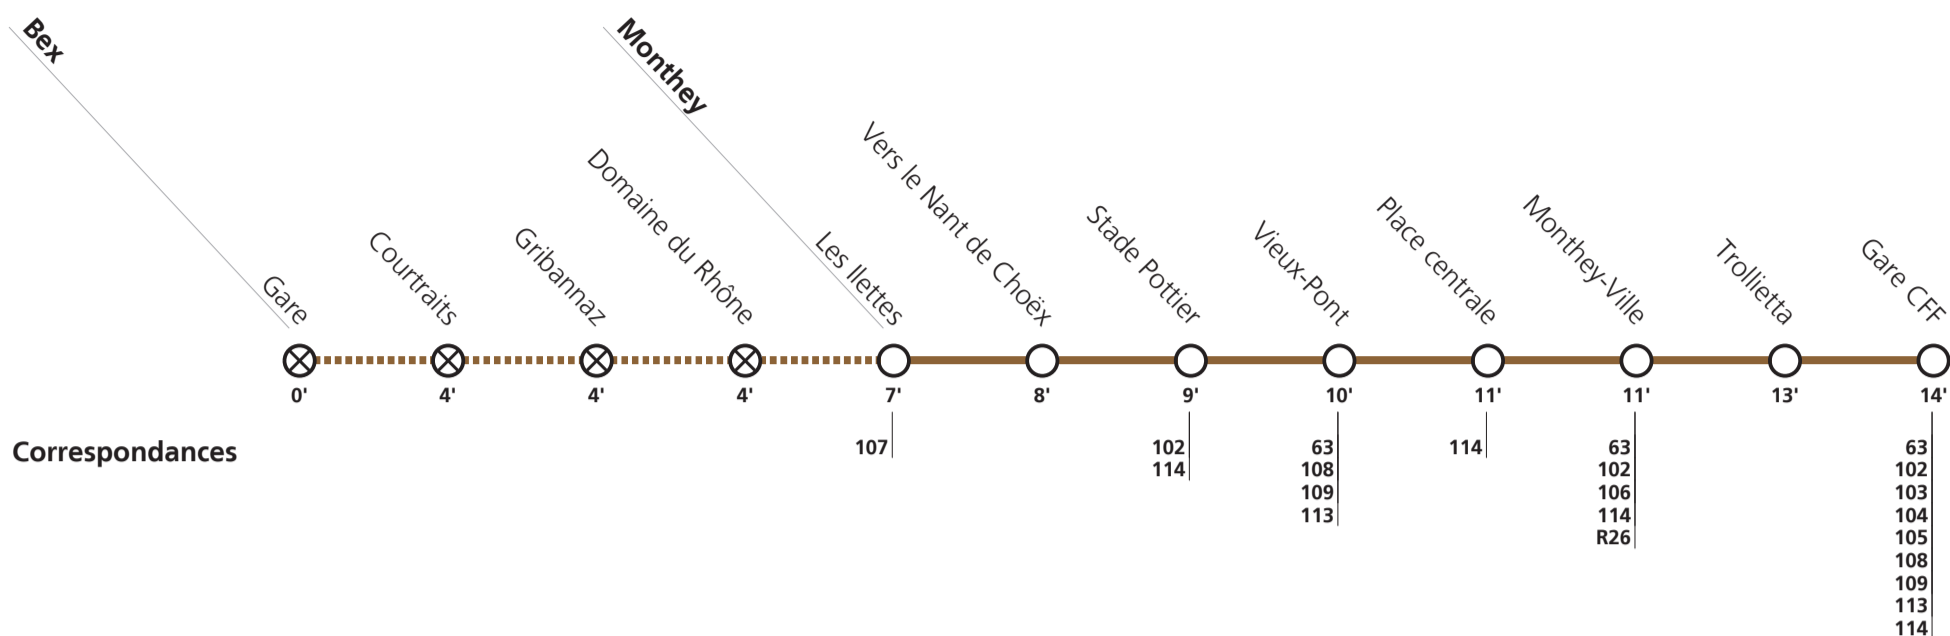 Bex
Monthey
Gare
Courtraits
Gribannaz
Domaine du Rhône
Les Ilettes
Vers le Nant de Choëx
Stade Pottier
Vieux-Pont
Place centrale
Monthey-Ville
Trollietta
Gare CFF
0' 4' 4' 4' 7' 8' 9' 10' 11' 11' 13' 14'
Correspondances
107
102
114
63
108
109
113
114
63
102
106
114
R26
63
102
103
104
105
108
109
113
114